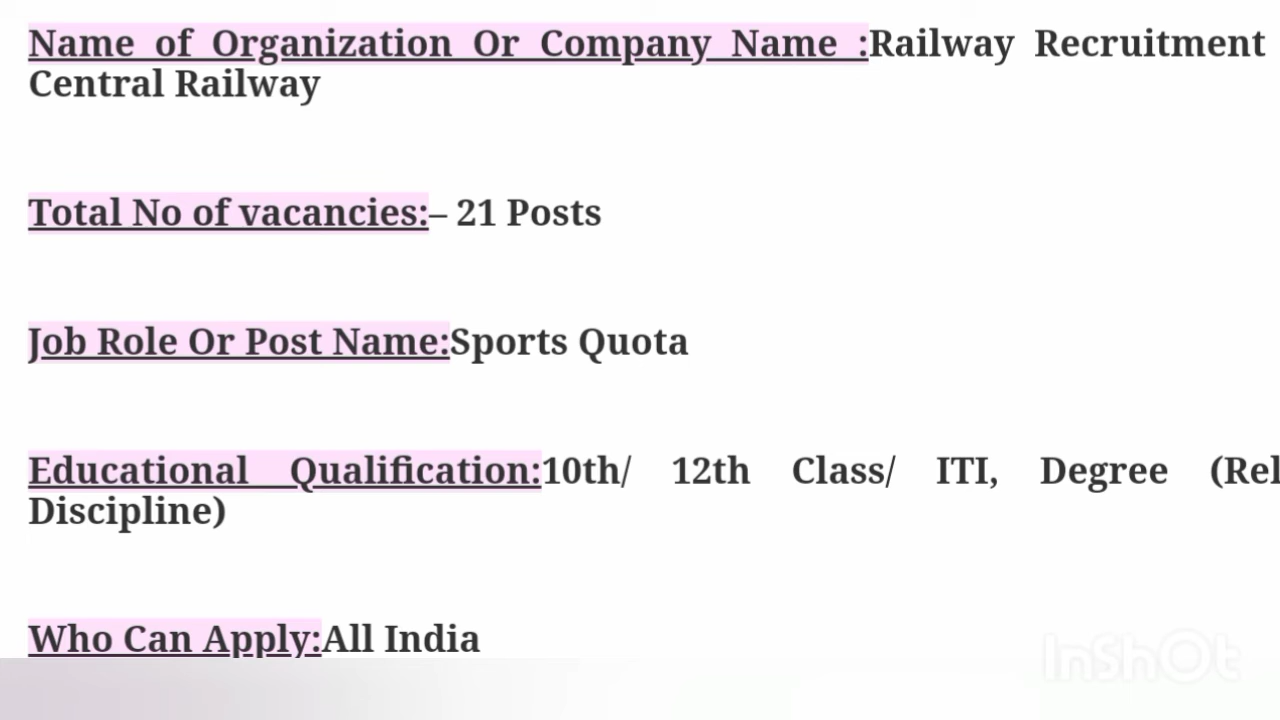 Name of Organization Or Company Name :Railway Recruitment
Central Railway
Total No of vacancies:– 21 Posts
Job Role Or Post Name:Sports Quota
Educational Qualification:10th/ 12th Class/ ITI, Degree (Rel
Discipline)
Who Can Apply:All India
InShOt